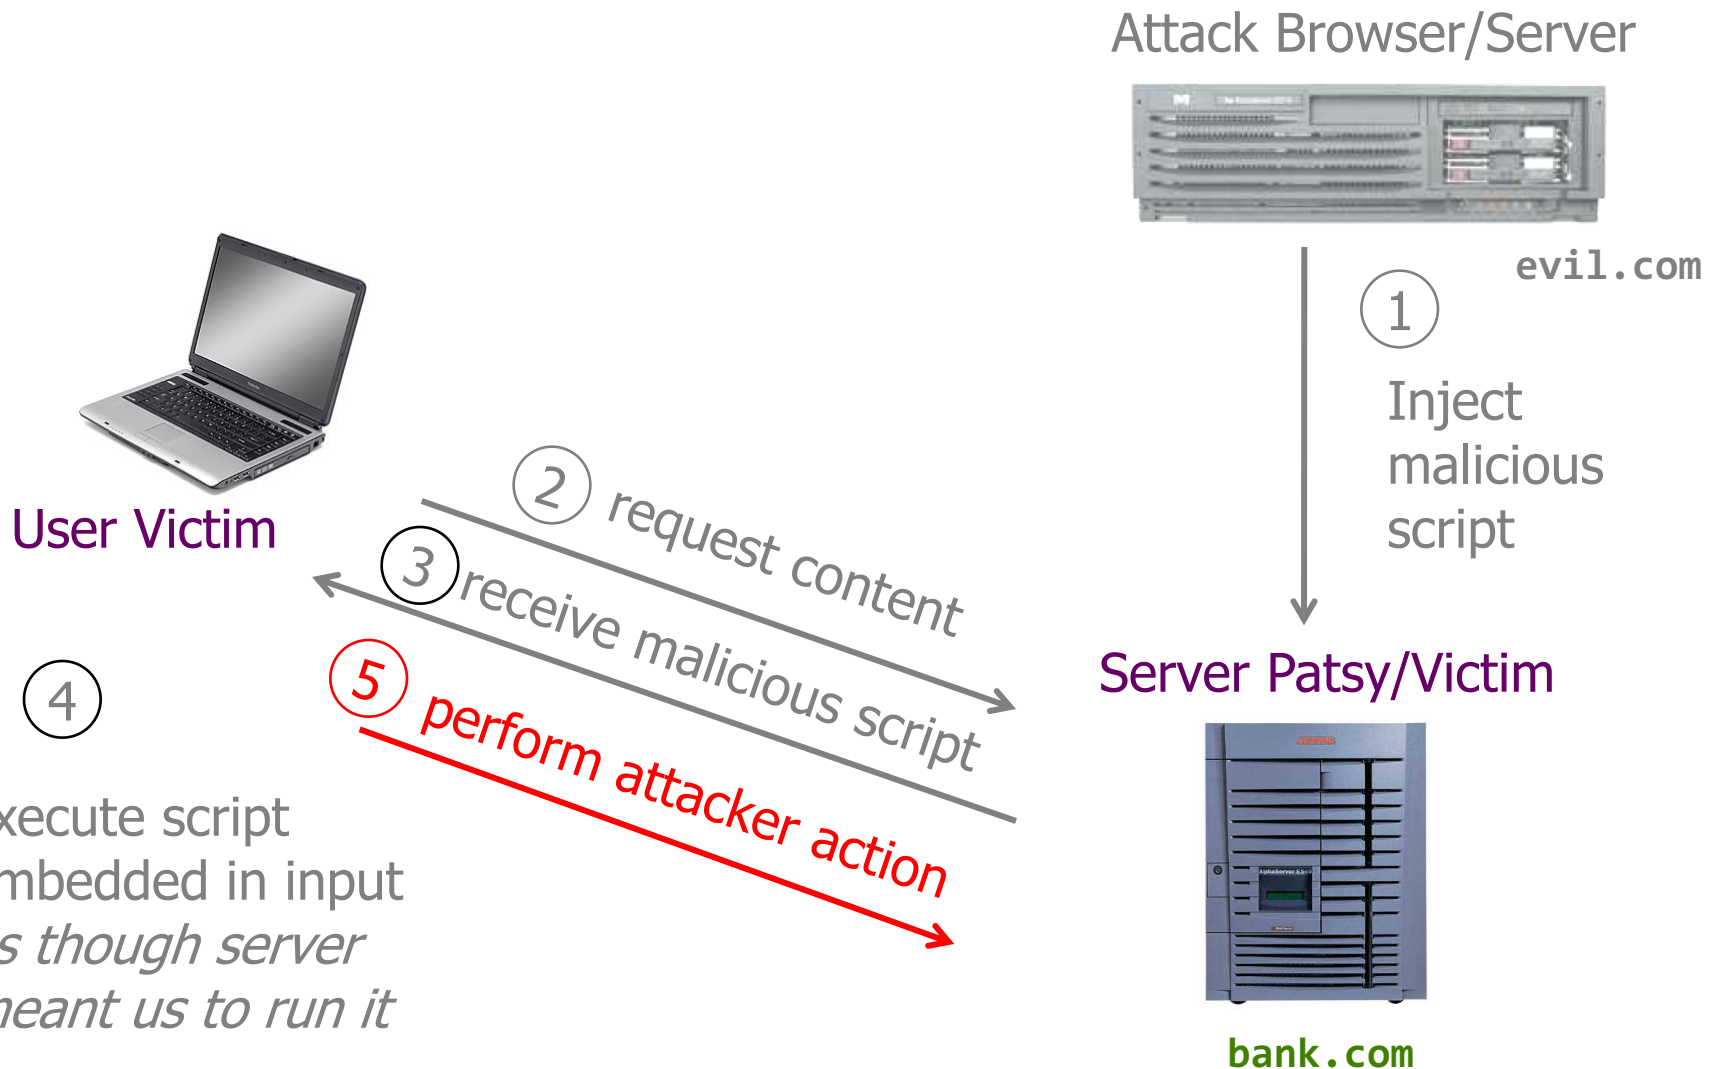 Attack Browser/Server
evil.com
1
Inject
malicious
script
User Victim
2 request content
3 receive malicious script
4
xecute script
mbedded in input
s though server
neant us to run it
5 perform attacker action
Server Patsy/Victim
AlphaServer ES40
bank.com